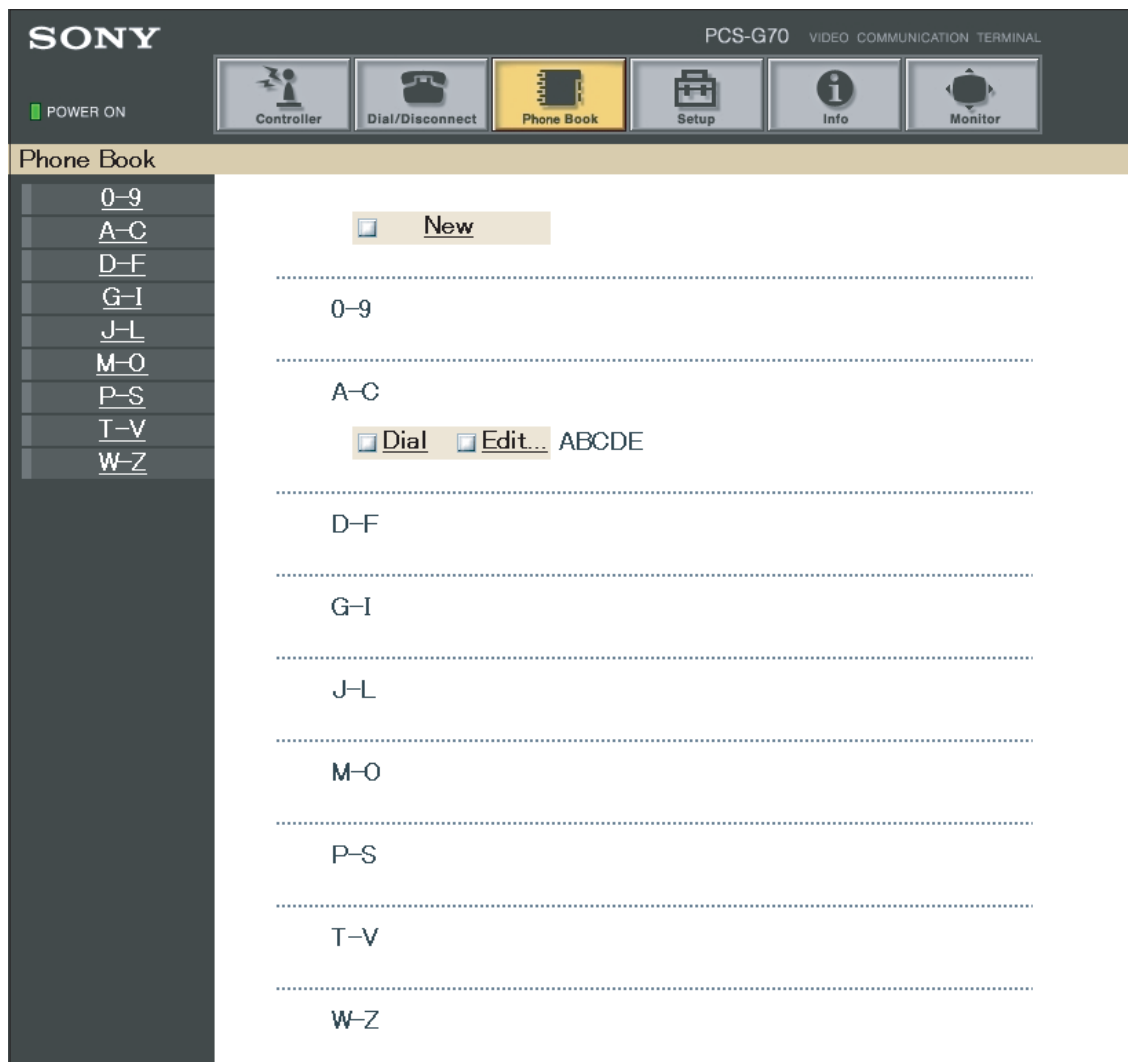 SONY
PCS-G70 VIDEO COMMUNICATION TERMINAL
POWER ON
Controller
Dial/Disconnect
Phone Book
Setup
Info
Monitor
Phone Book
0-9
A-C
D-F
G-I
J-L
M-O
P-S
T-V
W-Z
New
0-9
A-C
Dial Edit... ABCDE
D-F
G-I
J-L
M-O
P-S
T-V
W-Z